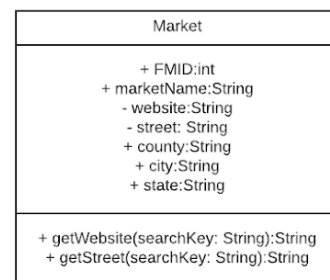 Market
+ FMID:int
+ marketName:String
- website:String
- street: String
+ county:String
+ city:String
+ state:String
+ getWebsite(searchKey: String):String
+ getStreet(searchKey: String):String